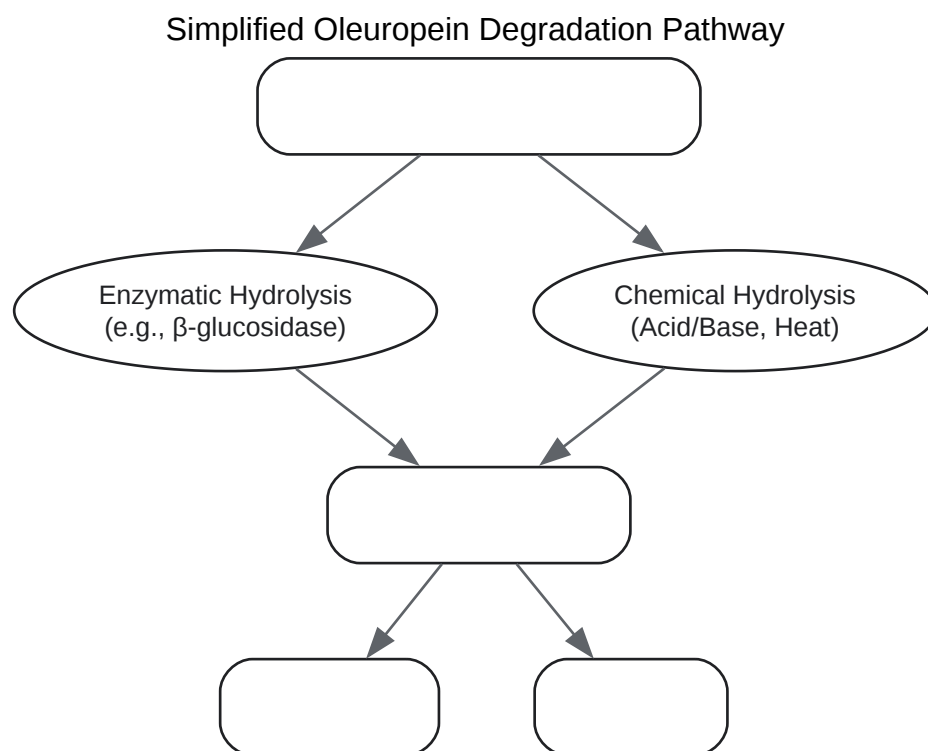 Simplified Oleuropein Degradation Pathway
Enzymatic Hydrolysis
(e.g., β-glucosidase)
Chemical Hydrolysis
(Acid/Base, Heat)